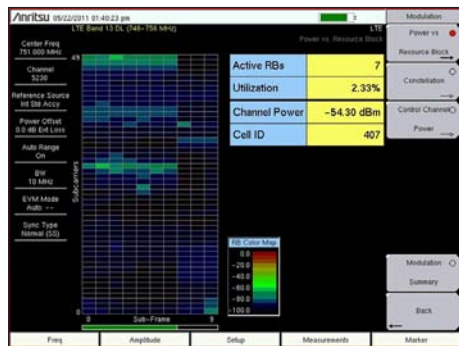 Anritsu 05/22/2011 01:40:23 pm
LTE Band 13 DL (746-756 MHz)
LTE
Power vs Resource Block
Center Freq
751.000 MHz
Channel
5230
Reference Source
Int Std Accy
Power Offset
0.0 dB Ext Loss
Auto Range
On
BW
10 MHz
EVM Mode
Auto: --
Sync Type
Normal (SS)
49
Subcarriers
0
0
Sub-Frame
9
Active RBs
7
Utilization
2.33%
Channel Power
-54.30 dBm
Cell ID
407
RB Color Map
0.0
-20.0
-40.0
-60.0
-80.0
-100.0
Modulation
Power vs
Resource Block
Constellation
Control Channel
Power
Modulation
Summary
Back
Freq
Amplitude
Setup
Measurements
Marker